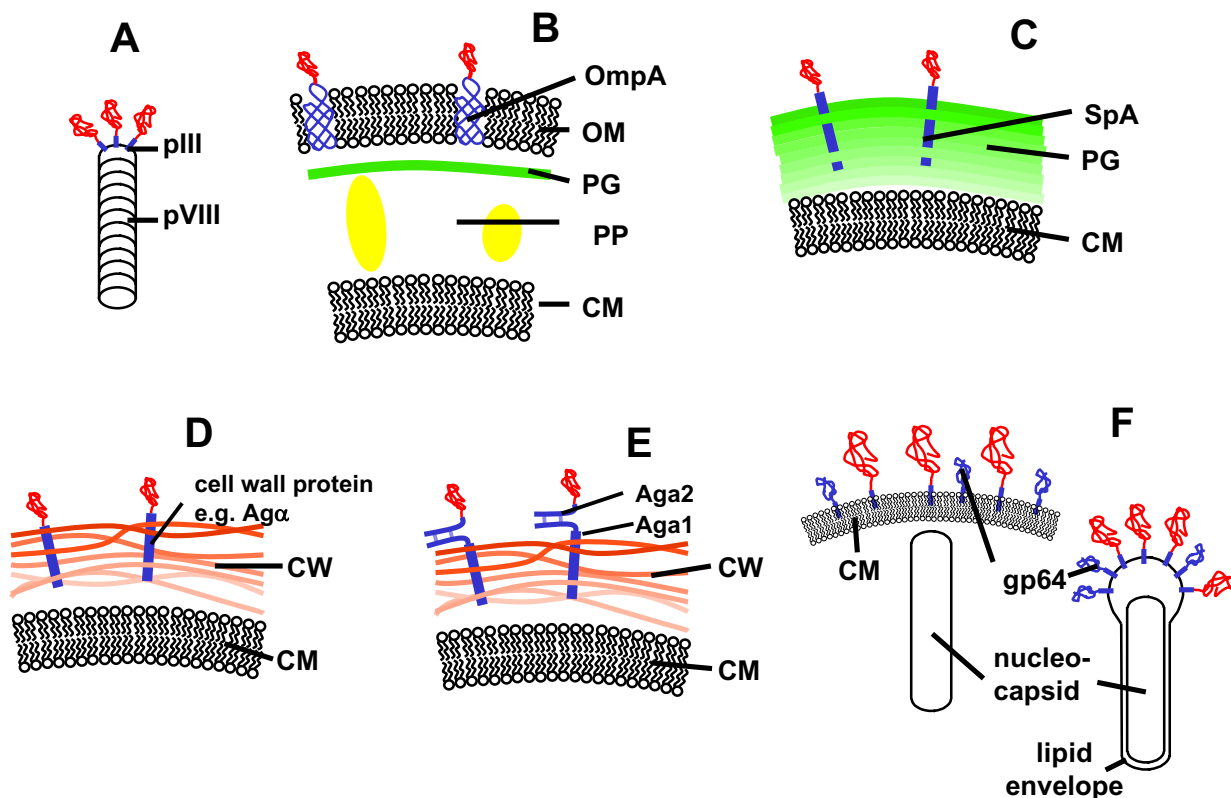 A
pIII
pVIII
B
OmpA
OM
PG
PP
CM
C
SpA
PG
CM
D
cell wall protein
e.g. Agα
CW
CM
E
Aga2
Aga1
CW
CM
F
CM
gp64
nucleo-
capsid
lipid
envelope